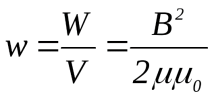 w = W/V = B²/2μμ₀